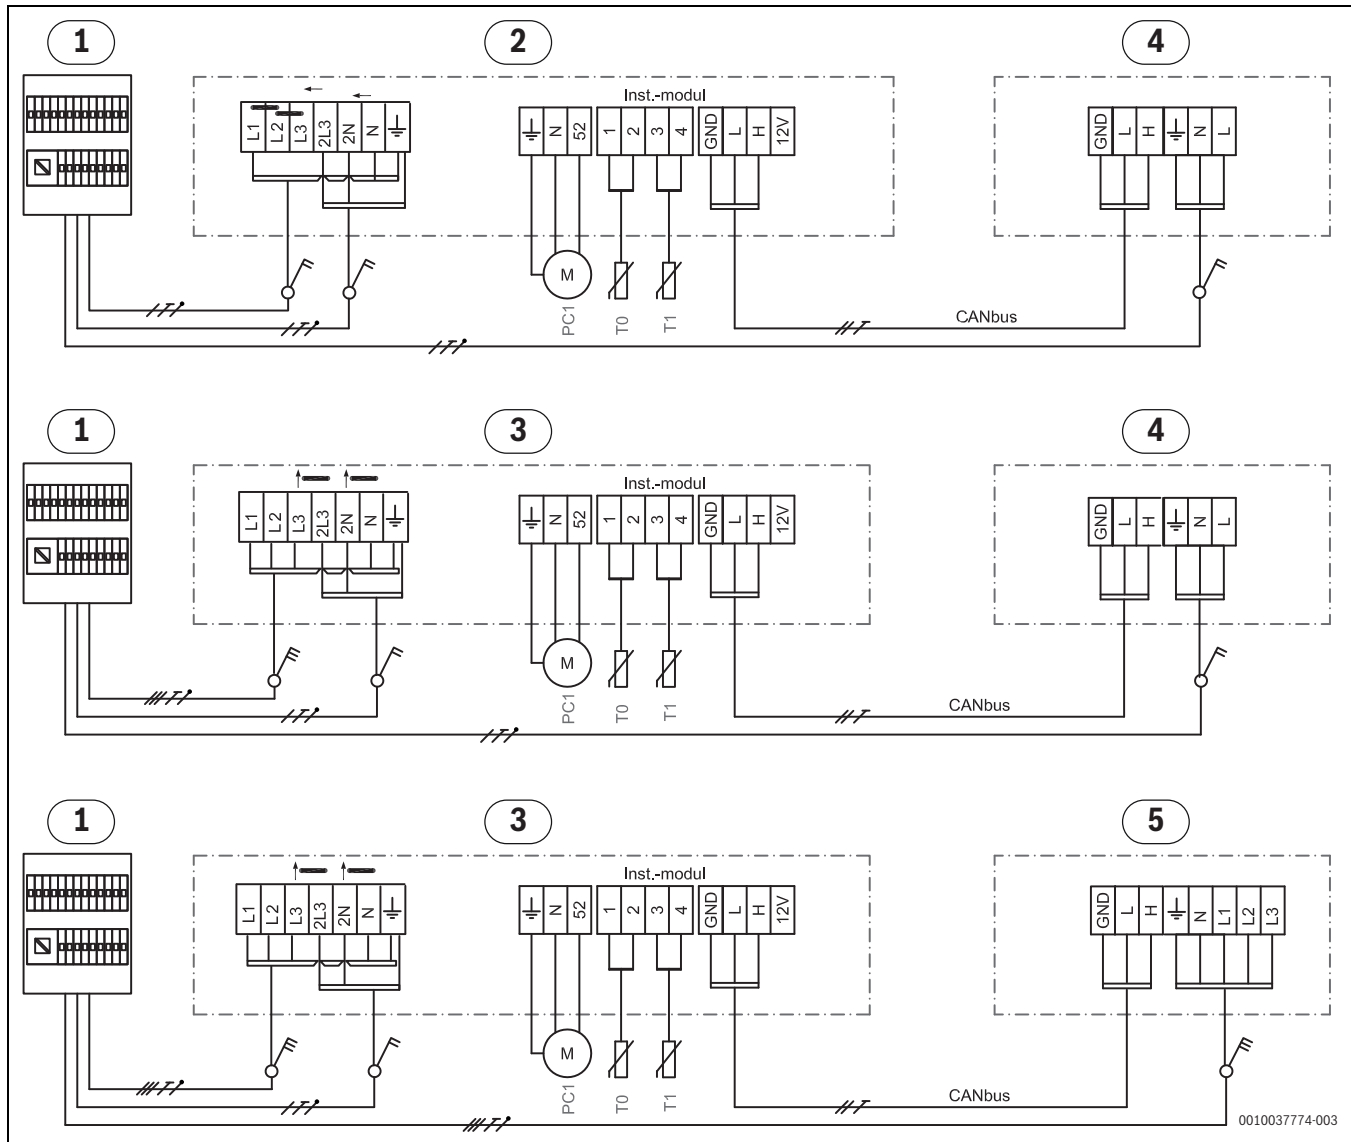 1 2 4
Inst.-modul
L1 L2 L3 2L3 2N N
N 52
1 2 3 4
GND L H 12V
GND L H N L
M
PC1 T0 T1
CANbus
1 3 4
Inst.-modul
L1 L2 L3 2L3 2N N
N 52
1 2 3 4
GND L H 12V
GND L H N L
M
PC1 T0 T1
CANbus
1 3 5
Inst.-modul
L1 L2 L3 2L3 2N N
N 52
1 2 3 4
GND L H 12V
GND L H N L1 L2 L3
M
PC1 T0 T1
CANbus
0010037774-003